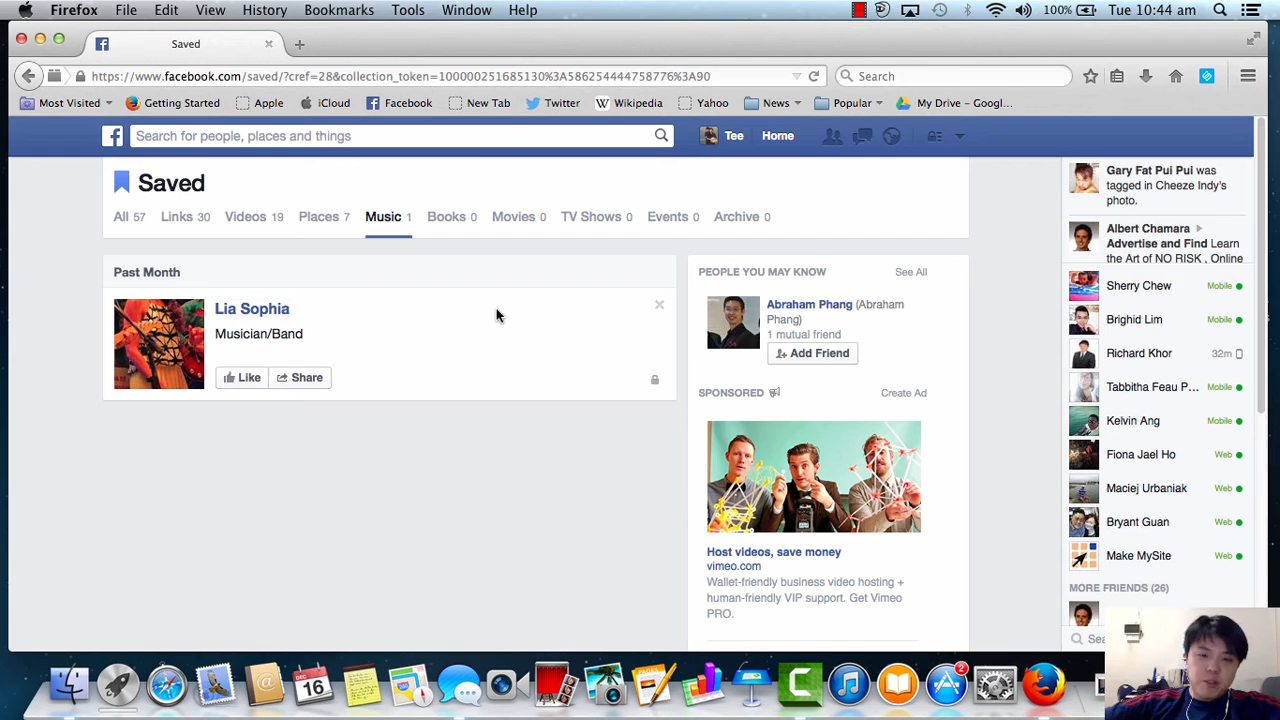 Firefox File Edit View History Bookmarks Tools Window Help 100% Tue 10:44 am
Saved
https://www.facebook.com/saved/?cref=28&collection_token=100000251685130%A586254444758776%3A90 Search
Most Visited Getting Started Apple iCloud Facebook New Tab Twitter Wikipedia Yahoo News Popular My Drive - Googl...
Search for people, places and things Tee Home
Saved
All 57 Links 30 Videos 19 Places 7 Music 1 Books 0 Movies 0 TV Shows 0 Events 0 Archive 0
Past Month
Lia Sophia
Musician/Band
Like Share
PEOPLE YOU MAY KNOW See All
Abraham Phang (Abraham
Phang)
1 mutual friend
Add Friend
SPONSORED Create Ad
Host videos, save money
vimeo.com
Wallet-friendly business video hosting +
human-friendly VIP support. Get Vimeo
PRO.
Gary Fat Pui Pui was
tagged in Cheeze Indy's
photo.
Albert Chamara
Advertise and Find Learn
the Art of NO RISK , Online
Sherry Chew Mobile
Brighid Lim Mobile
Richard Khor 32m
Tabbitha Feau P... Mobile
Kelvin Ang Mobile
Fiona Jael Ho Web
Maciej Urbaniak Web
Bryant Guan Web
Make MySite Web
MORE FRIENDS (26)
Sea
DEC
16
2